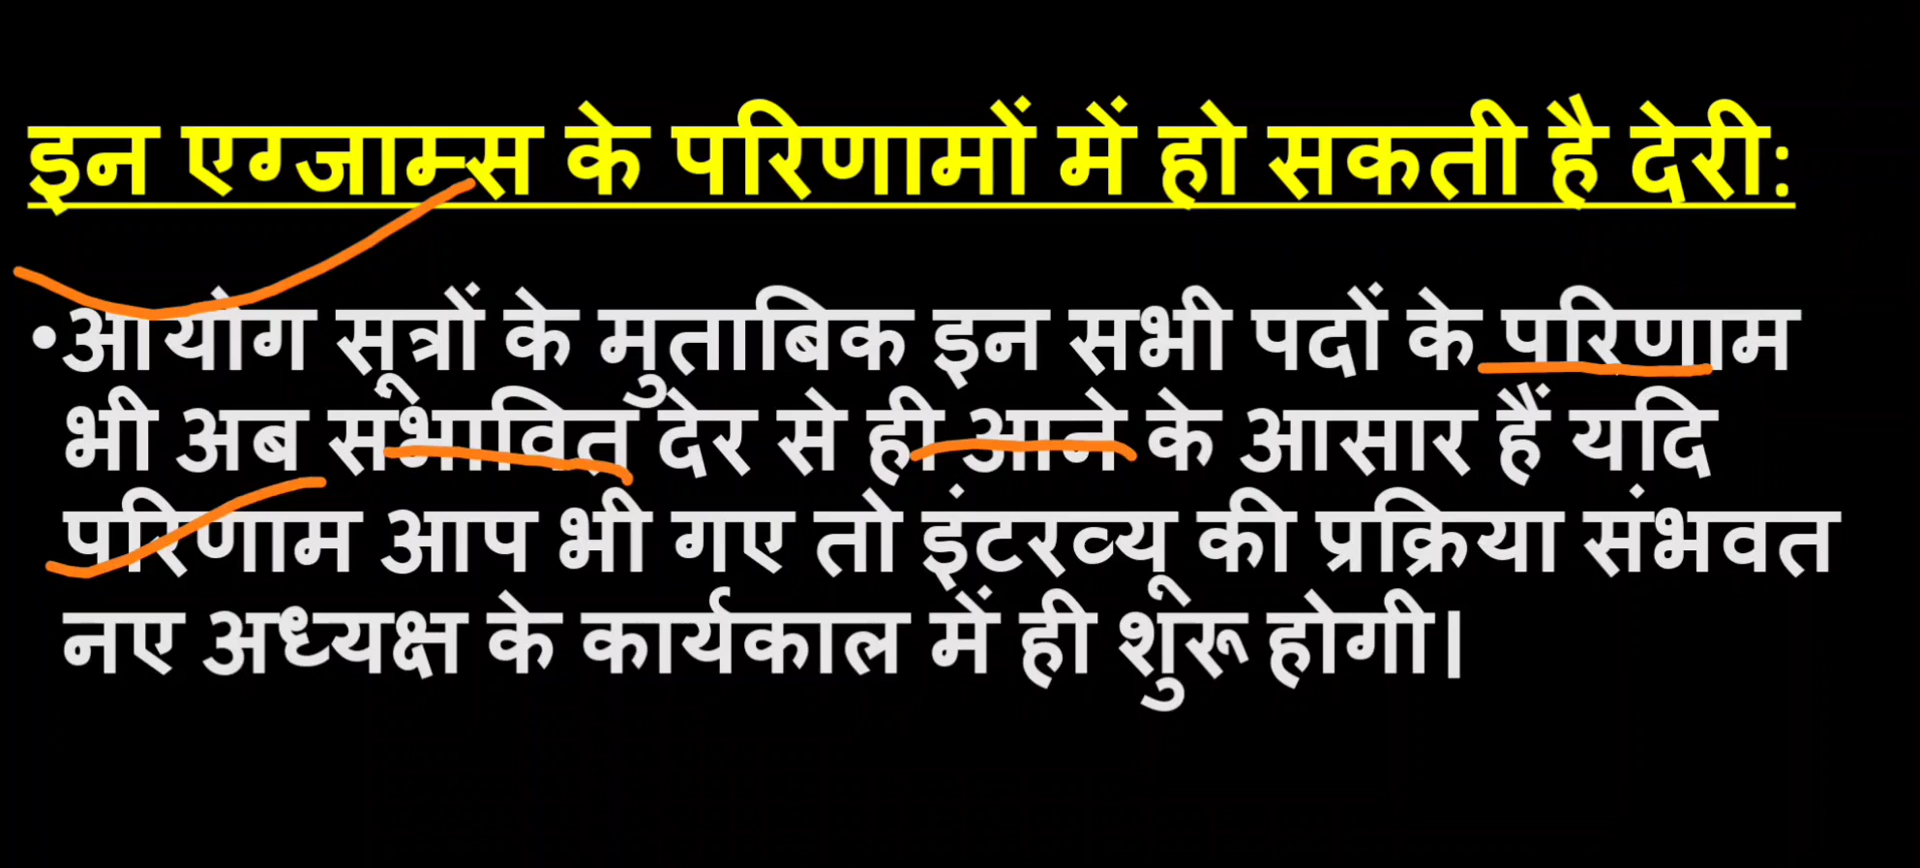 इन एग्जाम्स के परिणामों में हो सकती है देरी:
•आयोग सूत्रों के मुताबिक इन सभी पदों के परिणाम
भी अब संभावित देर से ही आने के आसार हैं यदि
परिणाम आप भी गए तो इंटरव्यू की प्रक्रिया संभवत
नए अध्यक्ष के कार्यकाल में ही शुरू होगी।